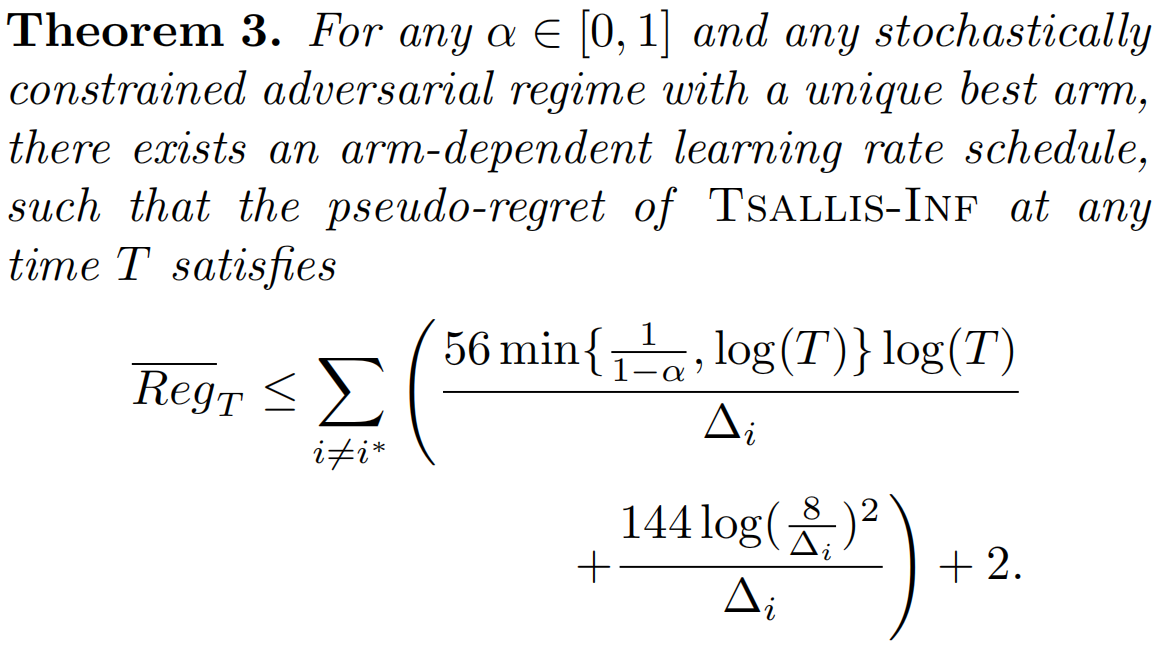 Theorem 3. For any α ∈ [0, 1] and any stochastically
constrained adversarial regime with a unique best arm,
there exists an arm-dependent learning rate schedule,
such that the pseudo-regret of TSALLIS-INF at any
time T satisfies
$\overline{Reg}_T \leq \sum_{i \neq i^*} \left( \frac{56 \min\{\frac{1}{1-\alpha}, \log(T)\} \log(T)}{\Delta_i} \right.$
$\left. + \frac{144 \log(\frac{8}{\Delta_i})^2}{\Delta_i} \right) + 2.$